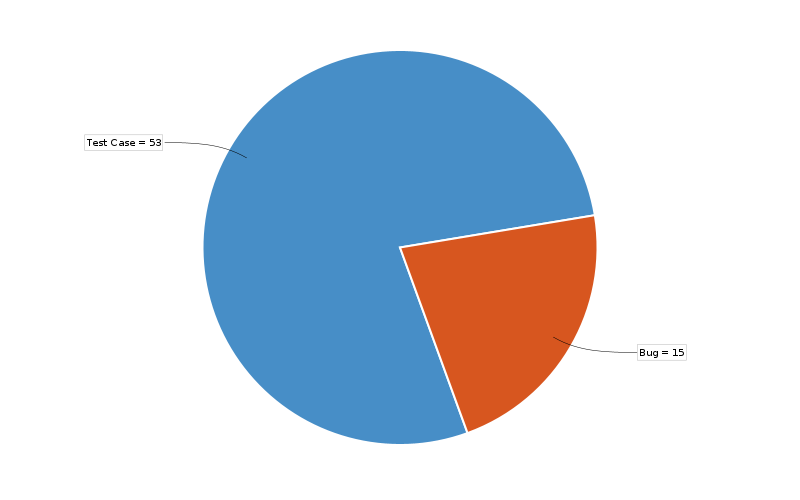 Test Case = 53
Bug = 15